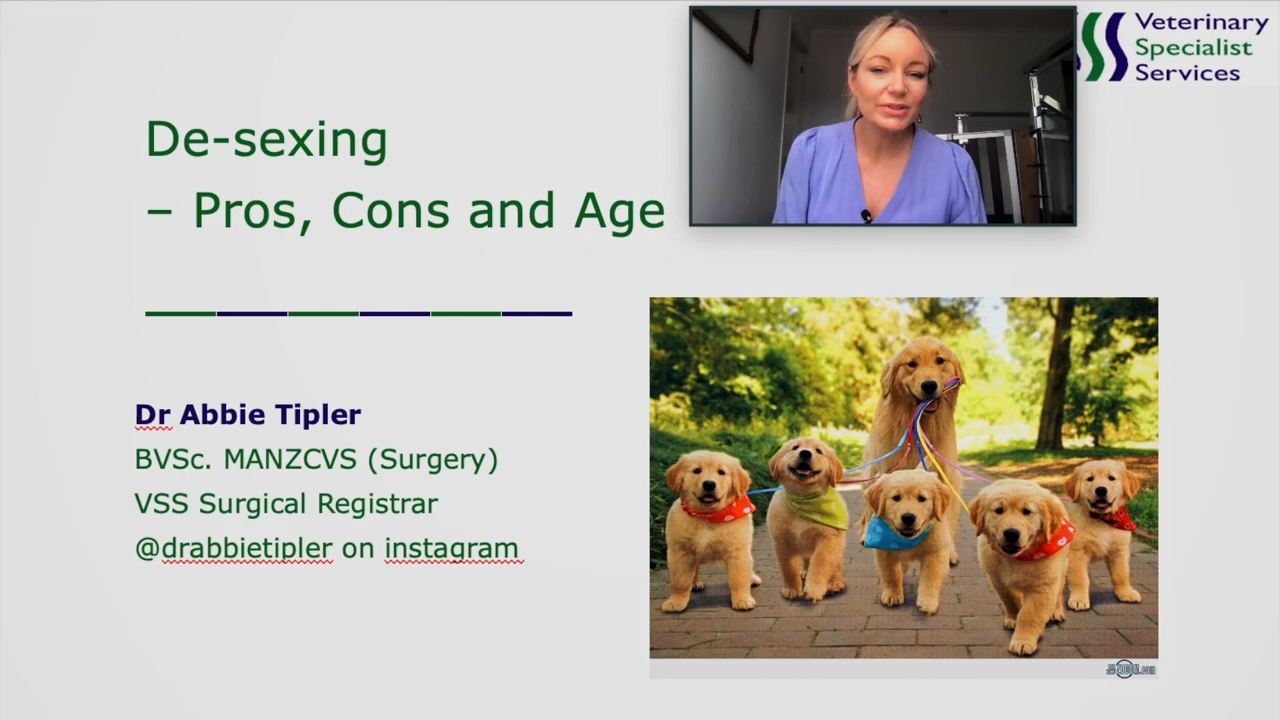 Veterinary
Specialist
Services
De-sexing
– Pros, Cons and Age
Dr Abbie Tipler
BVSc. MANZCVS (Surgery)
VSS Surgical Registrar
@drabbietipler on instagram